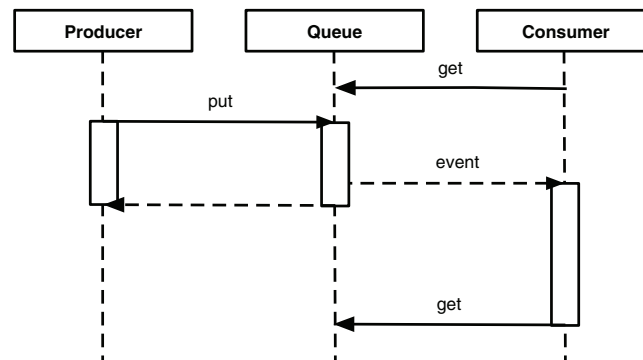 Producer
Queue
Consumer
get
put
event
get